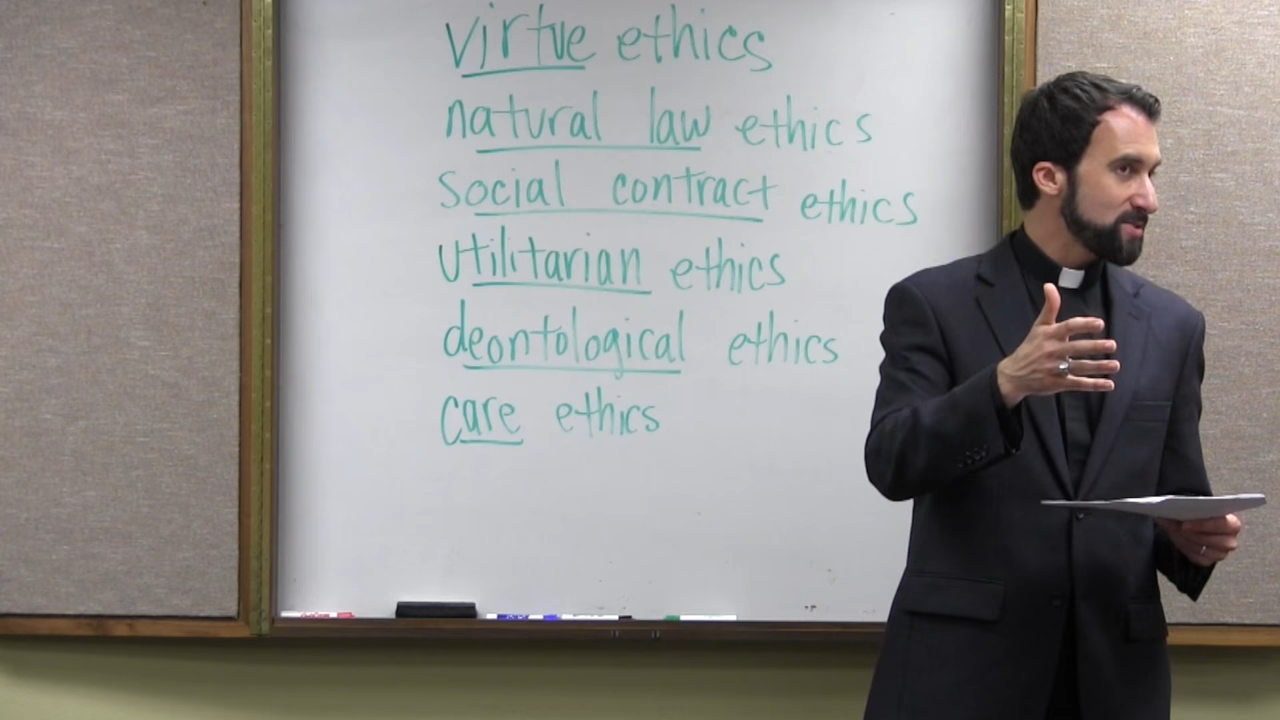 virtue ethics
natural law ethics
social contract ethics
utilitarian ethics
deontological ethics
care ethics